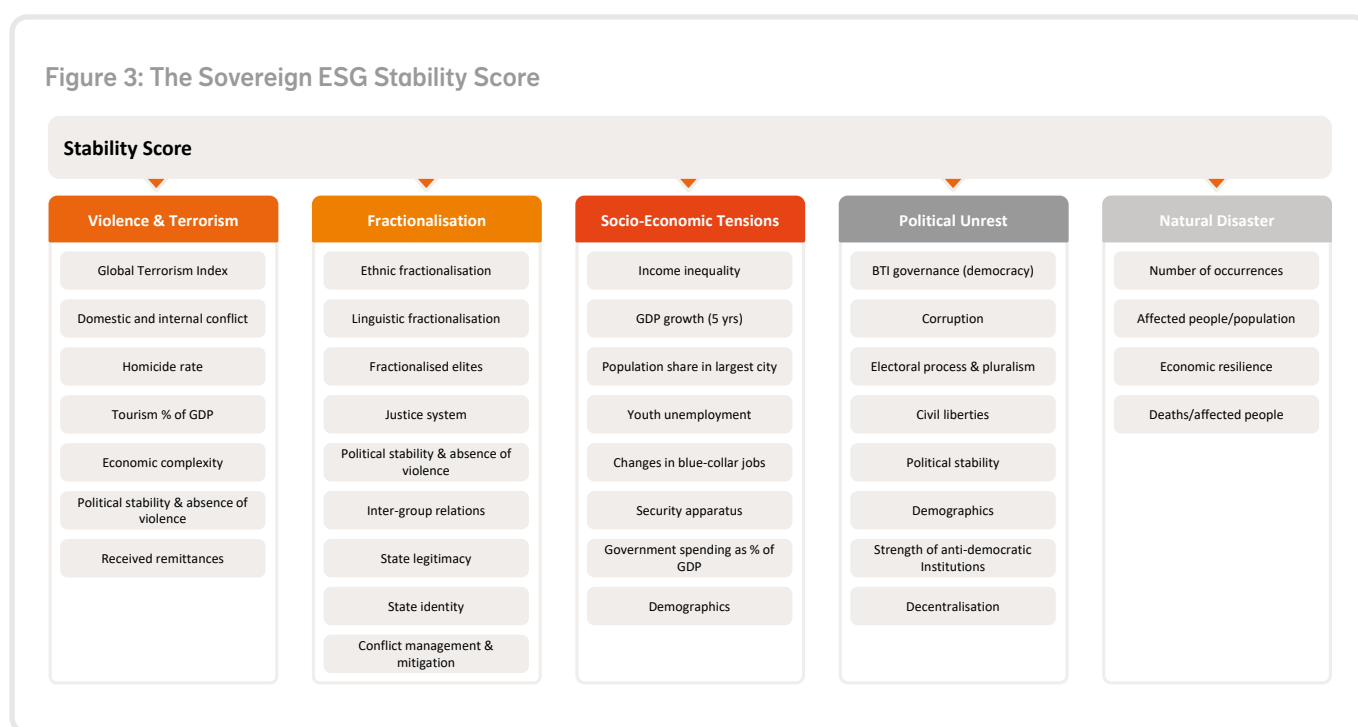 Figure 3: The Sovereign ESG Stability Score
Stability Score
Violence & Terrorism
Global Terrorism Index
Domestic and internal conflict
Homicide rate
Tourism % of GDP
Economic complexity
Political stability & absence of
violence
Received remittances
Fractionalisation
Ethnic fractionalisation
Linguistic fractionalisation
Fractionalised elites
Justice system
Political stability & absence of
violence
Inter-group relations
State legitimacy
State identity
Conflict management &
mitigation
Socio-Economic Tensions
Income inequality
GDP growth (5 yrs)
Population share in largest city
Youth unemployment
Changes in blue-collar jobs
Security apparatus
Government spending as % of
GDP
Demographics
Political Unrest
BTI governance (democracy)
Corruption
Electoral process & pluralism
Civil liberties
Political stability
Demographics
Strength of anti-democratic
Institutions
Decentralisation
Natural Disaster
Number of occurrences
Affected people/population
Economic resilience
Deaths/affected people